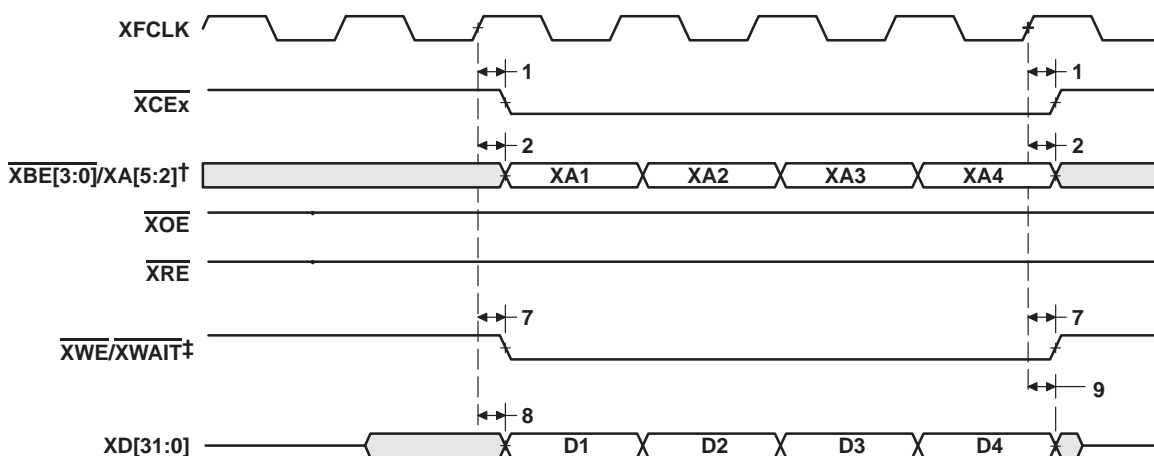 XFCLK
1 1
XCEx
2 2
XBE[3:0]/XA[5:2]† XA1 XA2 XA3 XA4
XOE
XRE
7 7
XWE/XWAIT‡
9
8
XD[31:0] D1 D2 D3 D4